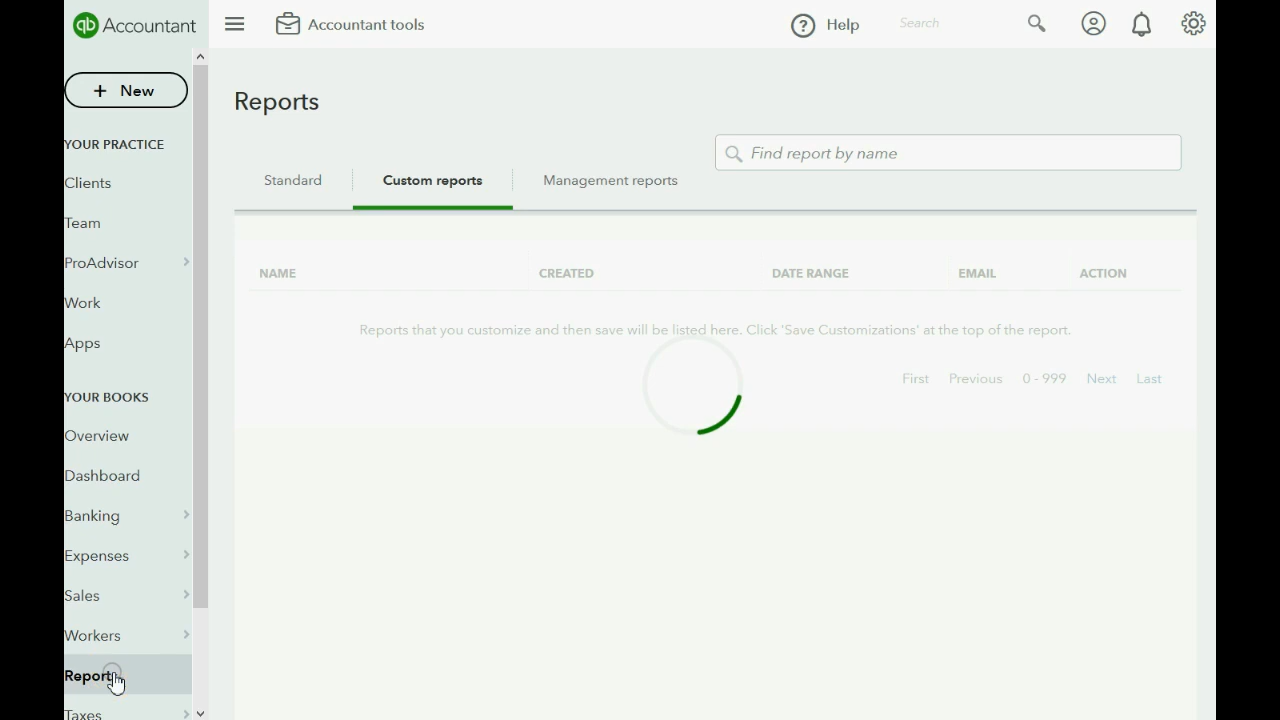 qb Accountant
Accountant tools
Help
Search
+ New
YOUR PRACTICE
Clients
Team
ProAdvisor
Work
Apps
YOUR BOOKS
Overview
Dashboard
Banking
Expenses
Sales
Workers
Report
Taxes
Reports
Find report by name
Standard
Custom reports
Management reports
NAME CREATED DATE RANGE EMAIL ACTION
Reports that you customize and then save will be listed here. Click 'Save Customizations' at the top of the report.
First Previous 0 - 999 Next Last